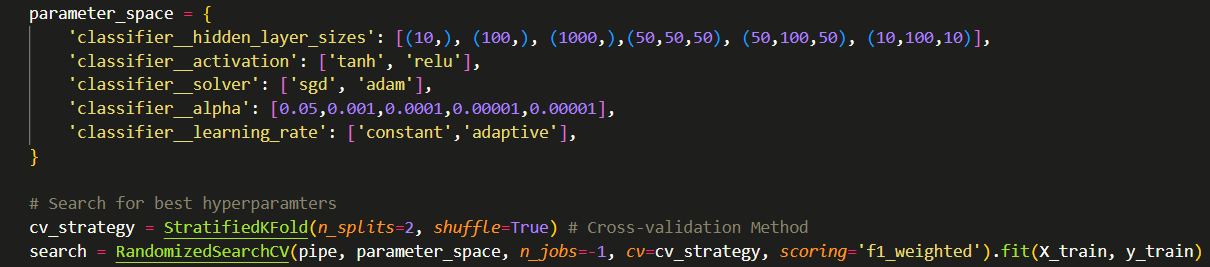 parameter_space = {
    'classifier__hidden_layer_sizes': [(10,), (100,), (1000,),(50,50,50), (50,100,50), (10,100,10)],
    'classifier__activation': ['tanh', 'relu'],
    'classifier__solver': ['sgd', 'adam'],
    'classifier__alpha': [0.05,0.001,0.0001,0.00001,0.00001],
    'classifier__learning_rate': ['constant','adaptive'],
}
# Search for best hyperparamters
cv_strategy = StratifiedKFold(n_splits=2, shuffle=True) # Cross-validation Method
search = RandomizedSearchCV(pipe, parameter_space, n_jobs=-1, cv=cv_strategy, scoring='f1_weighted').fit(X_train, y_train)